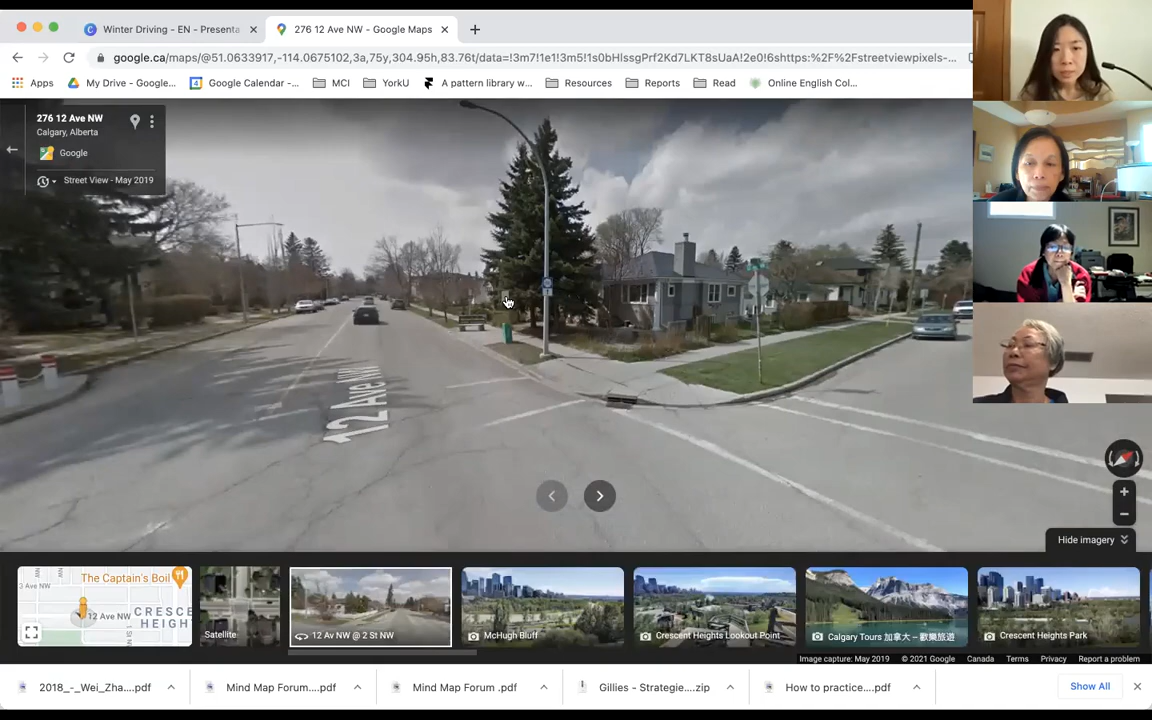 Winter Driving - EN - Presenta
276 12 Ave NW - Google Maps
google.ca/maps/@51.0633917,-114.0675102,3a,75y,304.95h,83.76t/data=!3m7!1e1!3m5!1s0bHlssgPrf2Kd7LKT8sUaA!2e0!6shttps:%2F%2Fstreetviewpixels-...
Apps
My Drive - Google...
Google Calendar -...
MCI
YorkU
A pattern library w...
Resources
Reports
Read
Online English Col...
276 12 Ave NW
Calgary, Alberta
Google
Street View - May 2019
12 Ave NW
Hide imagery
The Captain's Boil
3 Ave NW
12 Ave NW
CRESCE
HEIGHT
Satellite
12 Av NW @ 2 St NW
McHugh Bluff
Crescent Heights Lookout Point
Calgary Tours 加拿大 – 歡樂旅遊
Crescent Heights Park
Image capture: May 2019 © 2021 Google Canada Terms Privacy Report a problem
2018_-_Wei_Zha....pdf
Mind Map Forum....pdf
Mind Map Forum .pdf
Gillies - Strategie....zip
How to practice....pdf
Show All